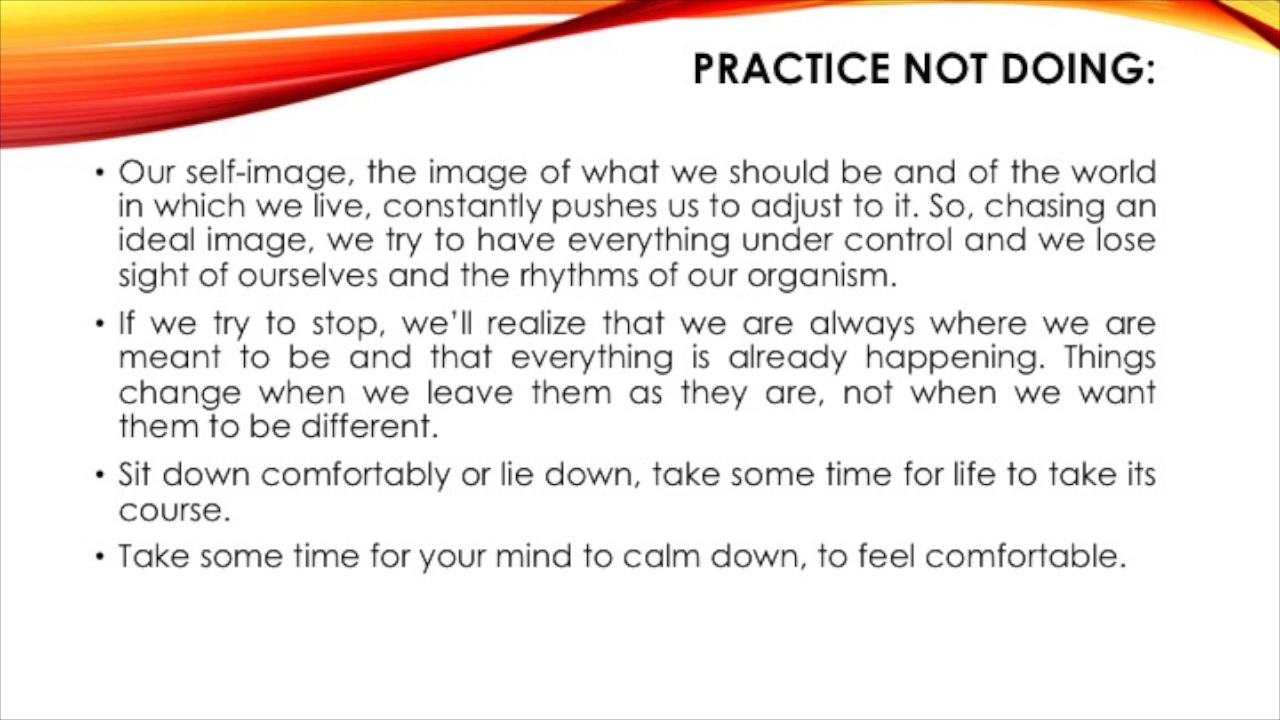 PRACTICE NOT DOING:
• Our self-image, the image of what we should be and of the world
in which we live, constantly pushes us to adjust to it. So, chasing an
ideal image, we try to have everything under control and we lose
sight of ourselves and the rhythms of our organism.
• If we try to stop, we’ll realize that we are always where we are
meant to be and that everything is already happening. Things
change when we leave them as they are, not when we want
them to be different.
• Sit down comfortably or lie down, take some time for life to take its
course.
• Take some time for your mind to calm down, to feel comfortable.